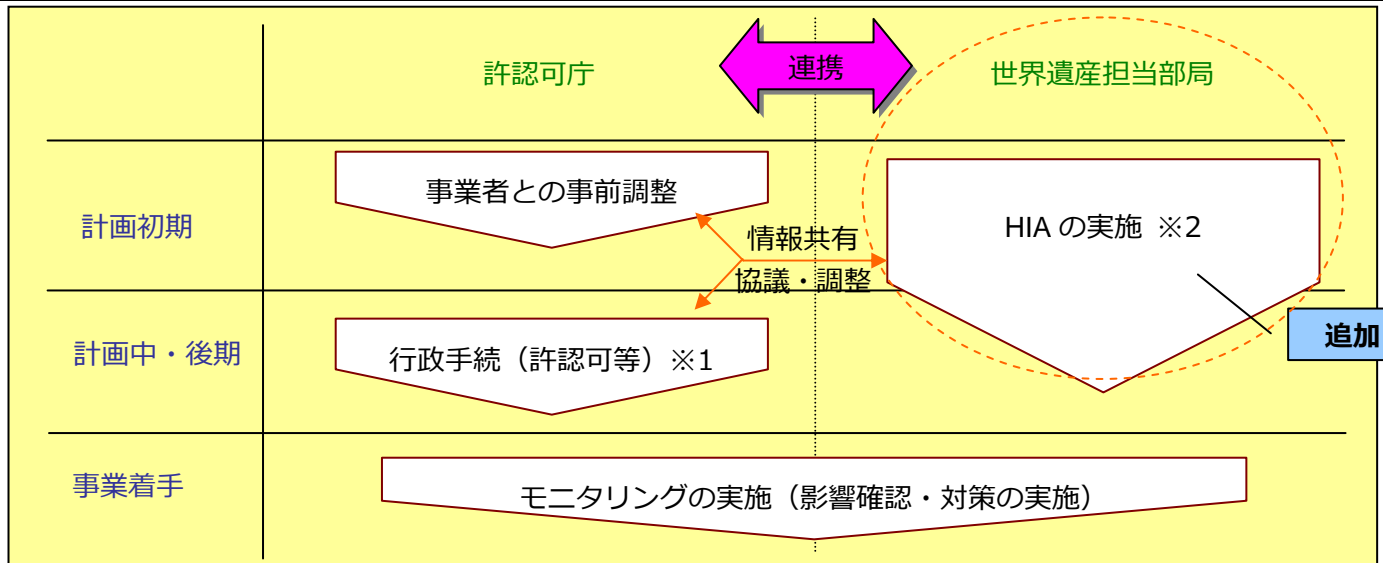 許認可庁
連携
世界遺産担当部局
計画初期
事業者との事前調整
HIA の実施 ※2
情報共有
協議・調整
追加
計画中・後期
行政手続（許認可等）※1
事業着手
モニタリングの実施（影響確認・対策の実施）